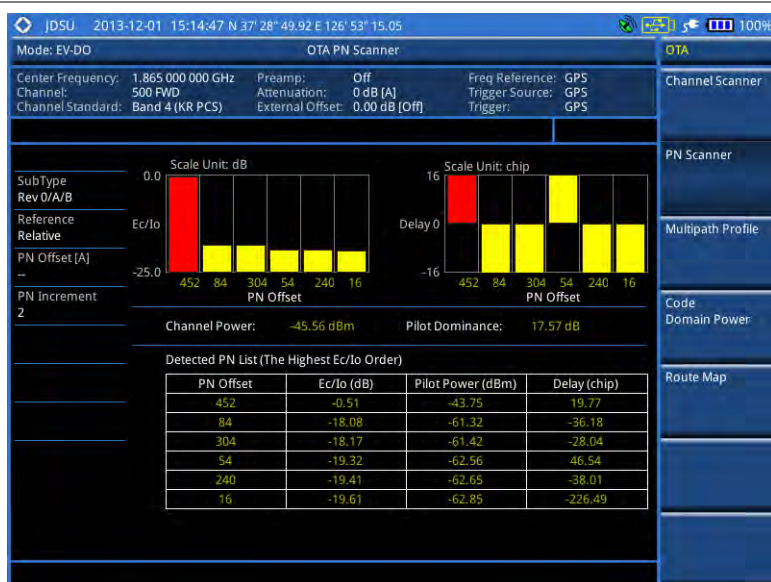 JDSU 2013-12-01 15:14:47 N 37' 28" 49.92 E 126' 53" 15.05 100%
Mode: EV-DO OTA PN Scanner OTA
Center Frequency: 1.865 000 000 GHz Preamp: Off Freq Reference: GPS
Channel: 500 FWD Attenuation: 0 dB [A] Trigger Source: GPS
Channel Standard: Band 4 (KR PCS) External Offset: 0.00 dB [Off] Trigger: GPS
Channel Scanner
PN Scanner
Multipath Profile
Code
Domain Power
Route Map
SubType
Rev 0/A/B
Reference
Relative
PN Offset [A]
--
PN Increment
2
Scale Unit: dB
0.0
Ec/Io
-25.0
452 84 304 54 240 16
PN Offset
Scale Unit: chip
16
Delay 0
-16
452 84 304 54 240 16
PN Offset
Channel Power: -45.56 dBm Pilot Dominance: 17.57 dB
Detected PN List (The Highest Ec/Io Order)
PN Offset Ec/Io (dB) Pilot Power (dBm) Delay (chip)
452 -0.51 -43.75 19.77
84 -18.08 -61.32 -36.18
304 -18.17 -61.42 -28.04
54 -19.32 -62.56 46.54
240 -19.41 -62.65 -38.01
16 -19.61 -62.85 -226.49